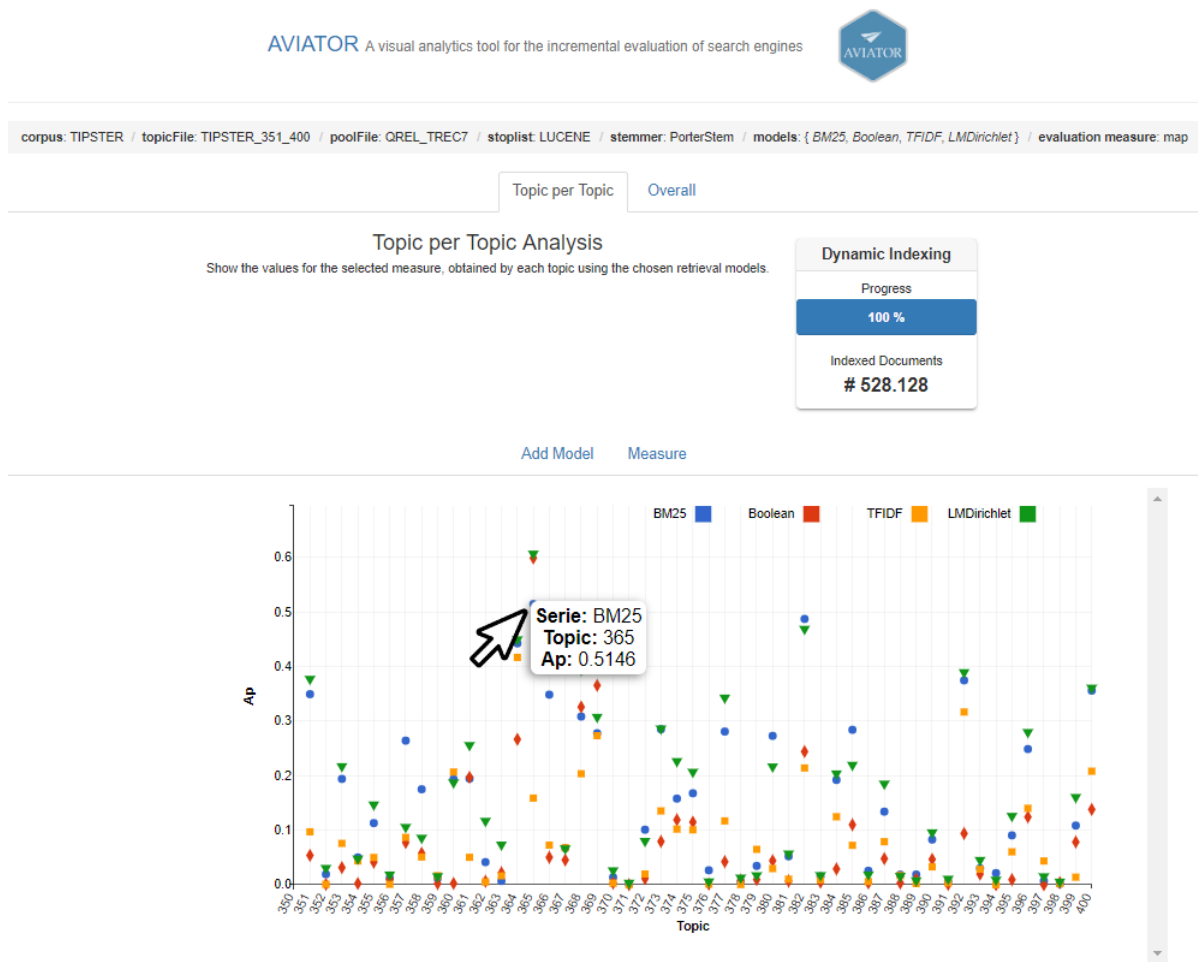 AVIATOR A visual analytics tool for the incremental evaluation of search engines
AVIATOR
corpus: TIPSTER / topicFile: TIPSTER_351_400 / poolFile: QREL_TREC7 / stoplist: LUCENE / stemmer: PorterStem / models: { BM25, Boolean, TFIDF, LMDirichlet } / evaluation measure: map
Topic per Topic Overall
Topic per Topic Analysis
Show the values for the selected measure, obtained by each topic using the chosen retrieval models.
Dynamic Indexing
Progress
100 %
Indexed Documents
# 528.128
Add Model Measure
BM25 Boolean TFIDF LMDirichlet
0.6
0.5
0.4
0.3
0.2
0.1
0.0
Ap
Serie: BM25
Topic: 365
Ap: 0.5146
350 351 352 353 354 355 356 357 358 359 360 361 362 363 364 365 366 367 368 369 370 371 372 373 374 375 376 377 378 379 380 381 382 383 384 385 386 387 388 389 390 391 392 393 394 395 396 397 398 399 400
Topic